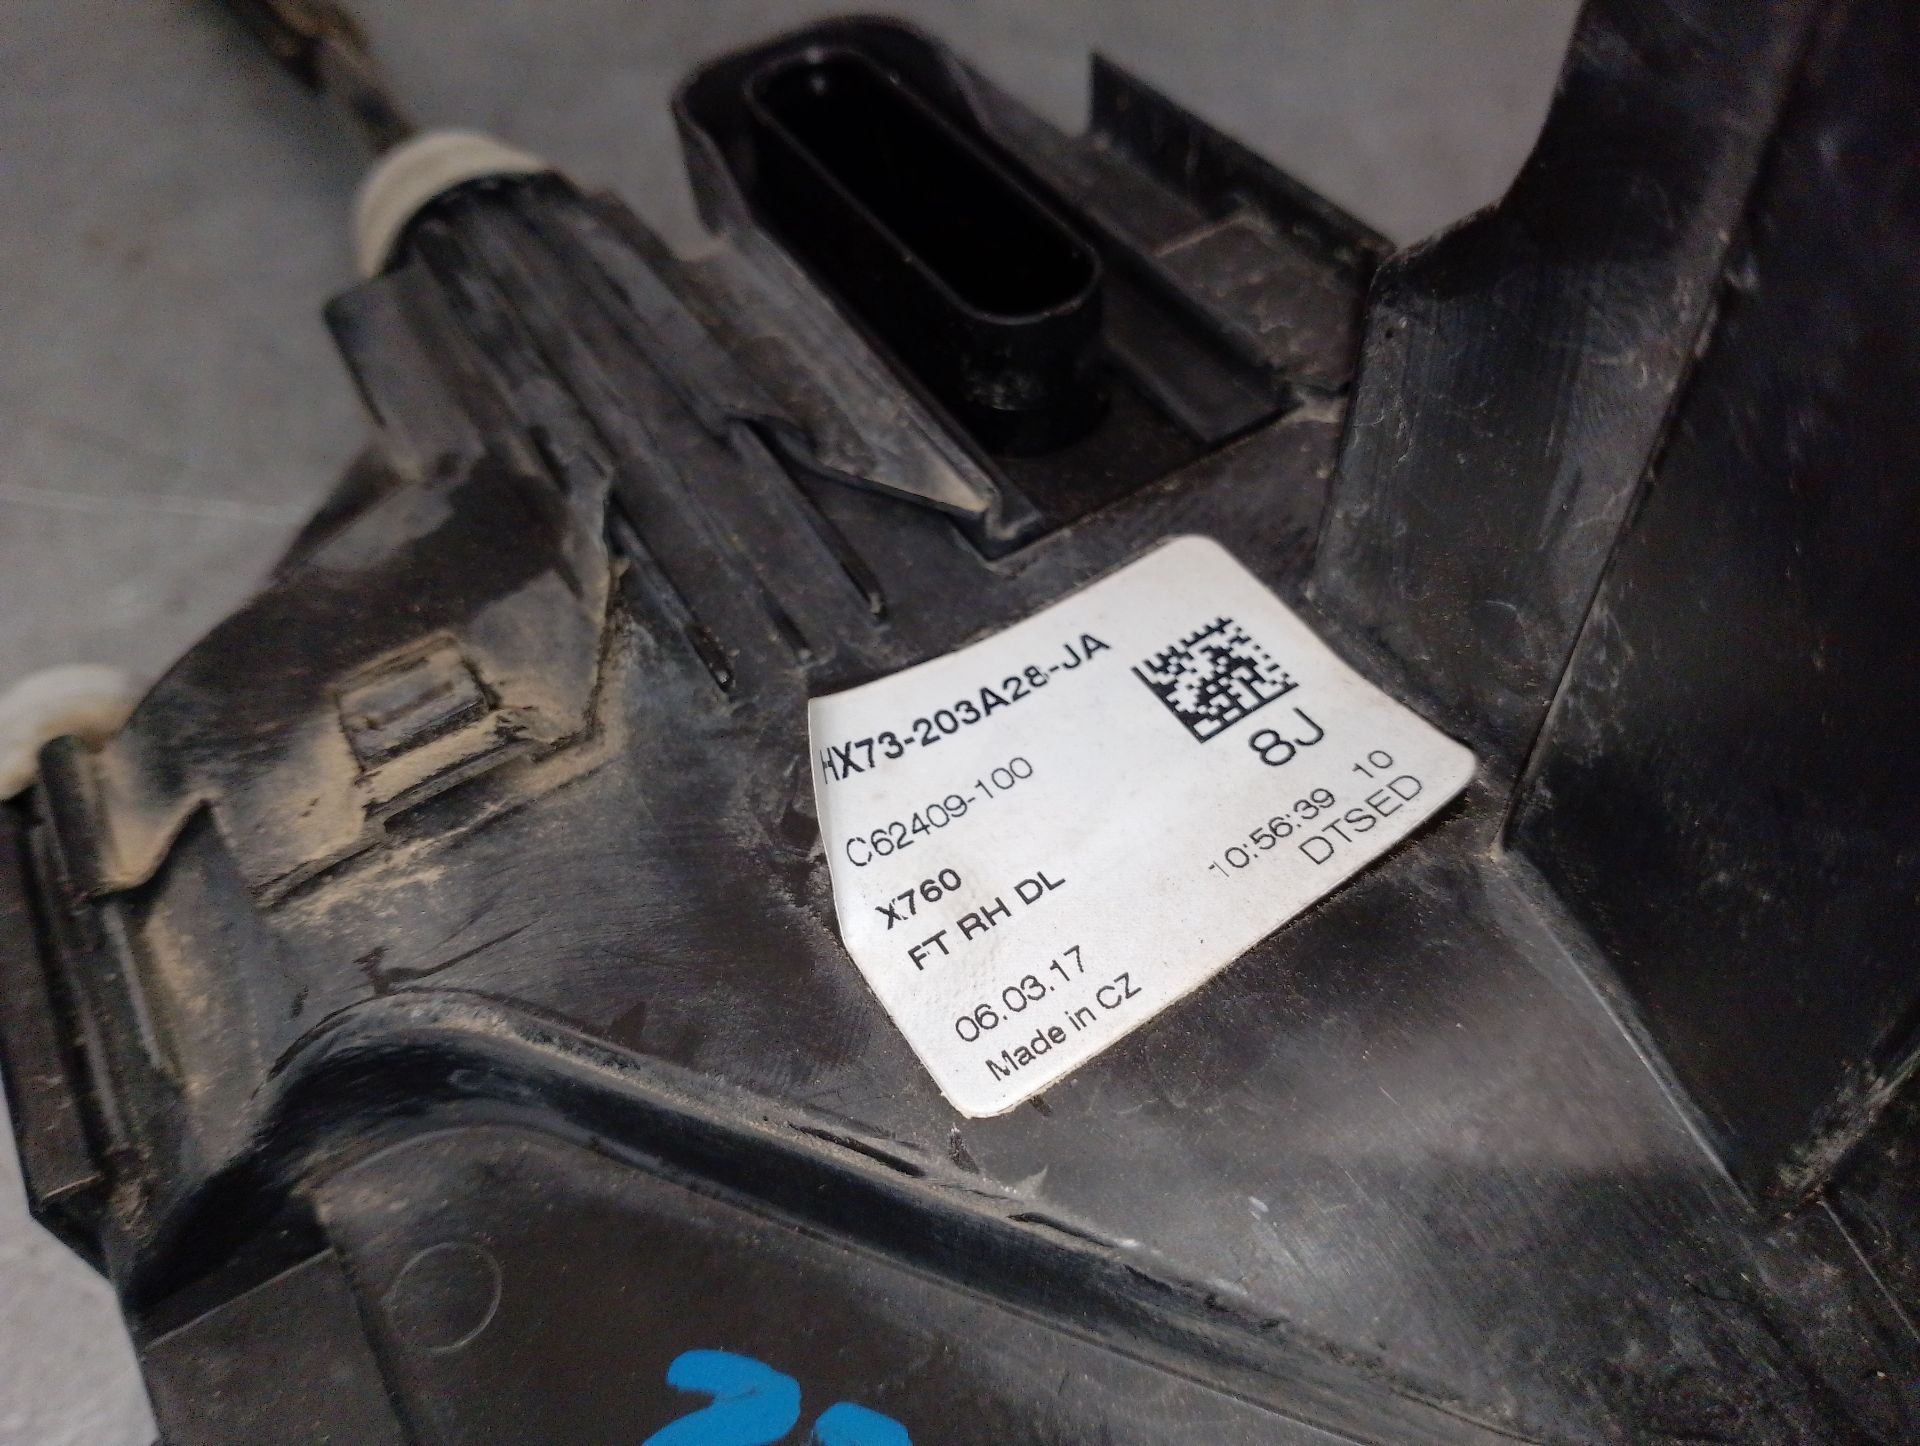 HX73-203A28-JA
8J
C62409-100
X760
10:56:39 10
FT RH DL
DTSED
06.03.17
Made in CZ